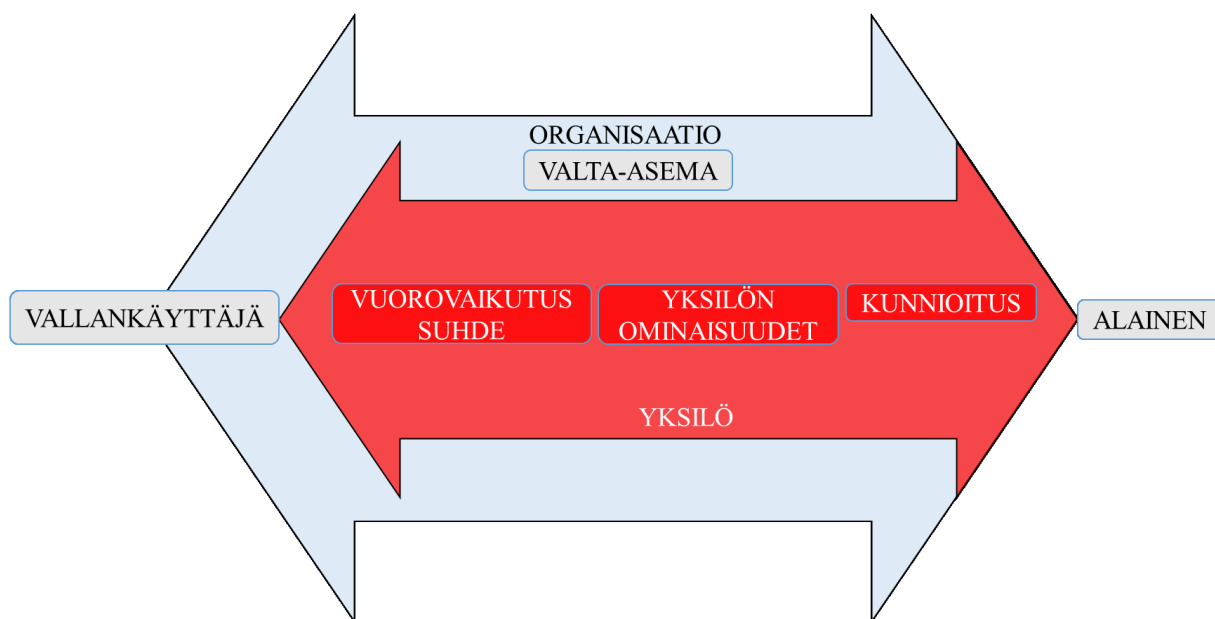 ORGANISAATIO
VALTA-ASEMA
VALLANKÄYTTÄJÄ
VUOROVAIKUTUS
SUHDE
YKSILÖN
OMINAISUUDET
KUNNIOITUS
ALAINEN
YKSILÖ